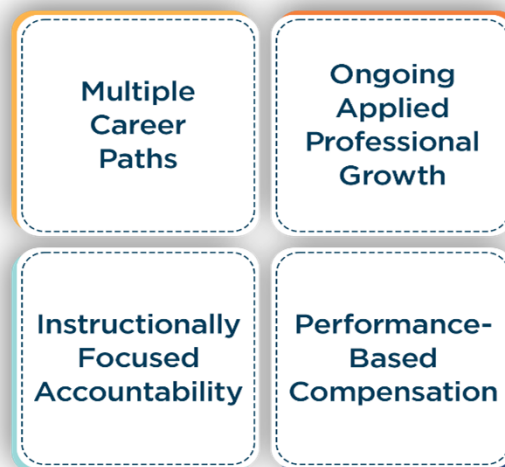 Multiple
Career
Paths
Ongoing
Applied
Professional
Growth
Instructionally
Focused
Accountability
Performance-
Based
Compensation